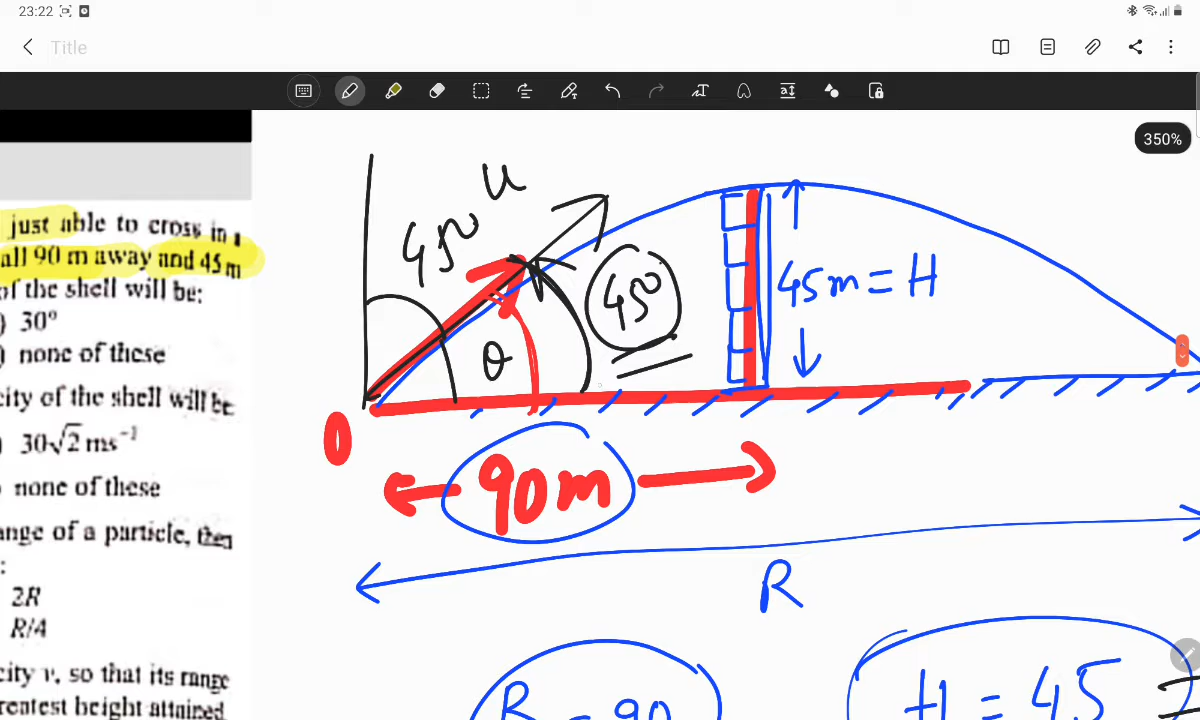 23:22
Title
350%
just able to cross in a
all 90 m away and 45 m
of the shell will be:
) 30°
) none of these
city of the shell will be
) 30√2 ms⁻¹
none of these
ange of a particle, then
:
2R
R/4
city v, so that its range
reatest height attained
u
45°
45°
θ
45m = H
0
90m
R
R = 90
H = 45